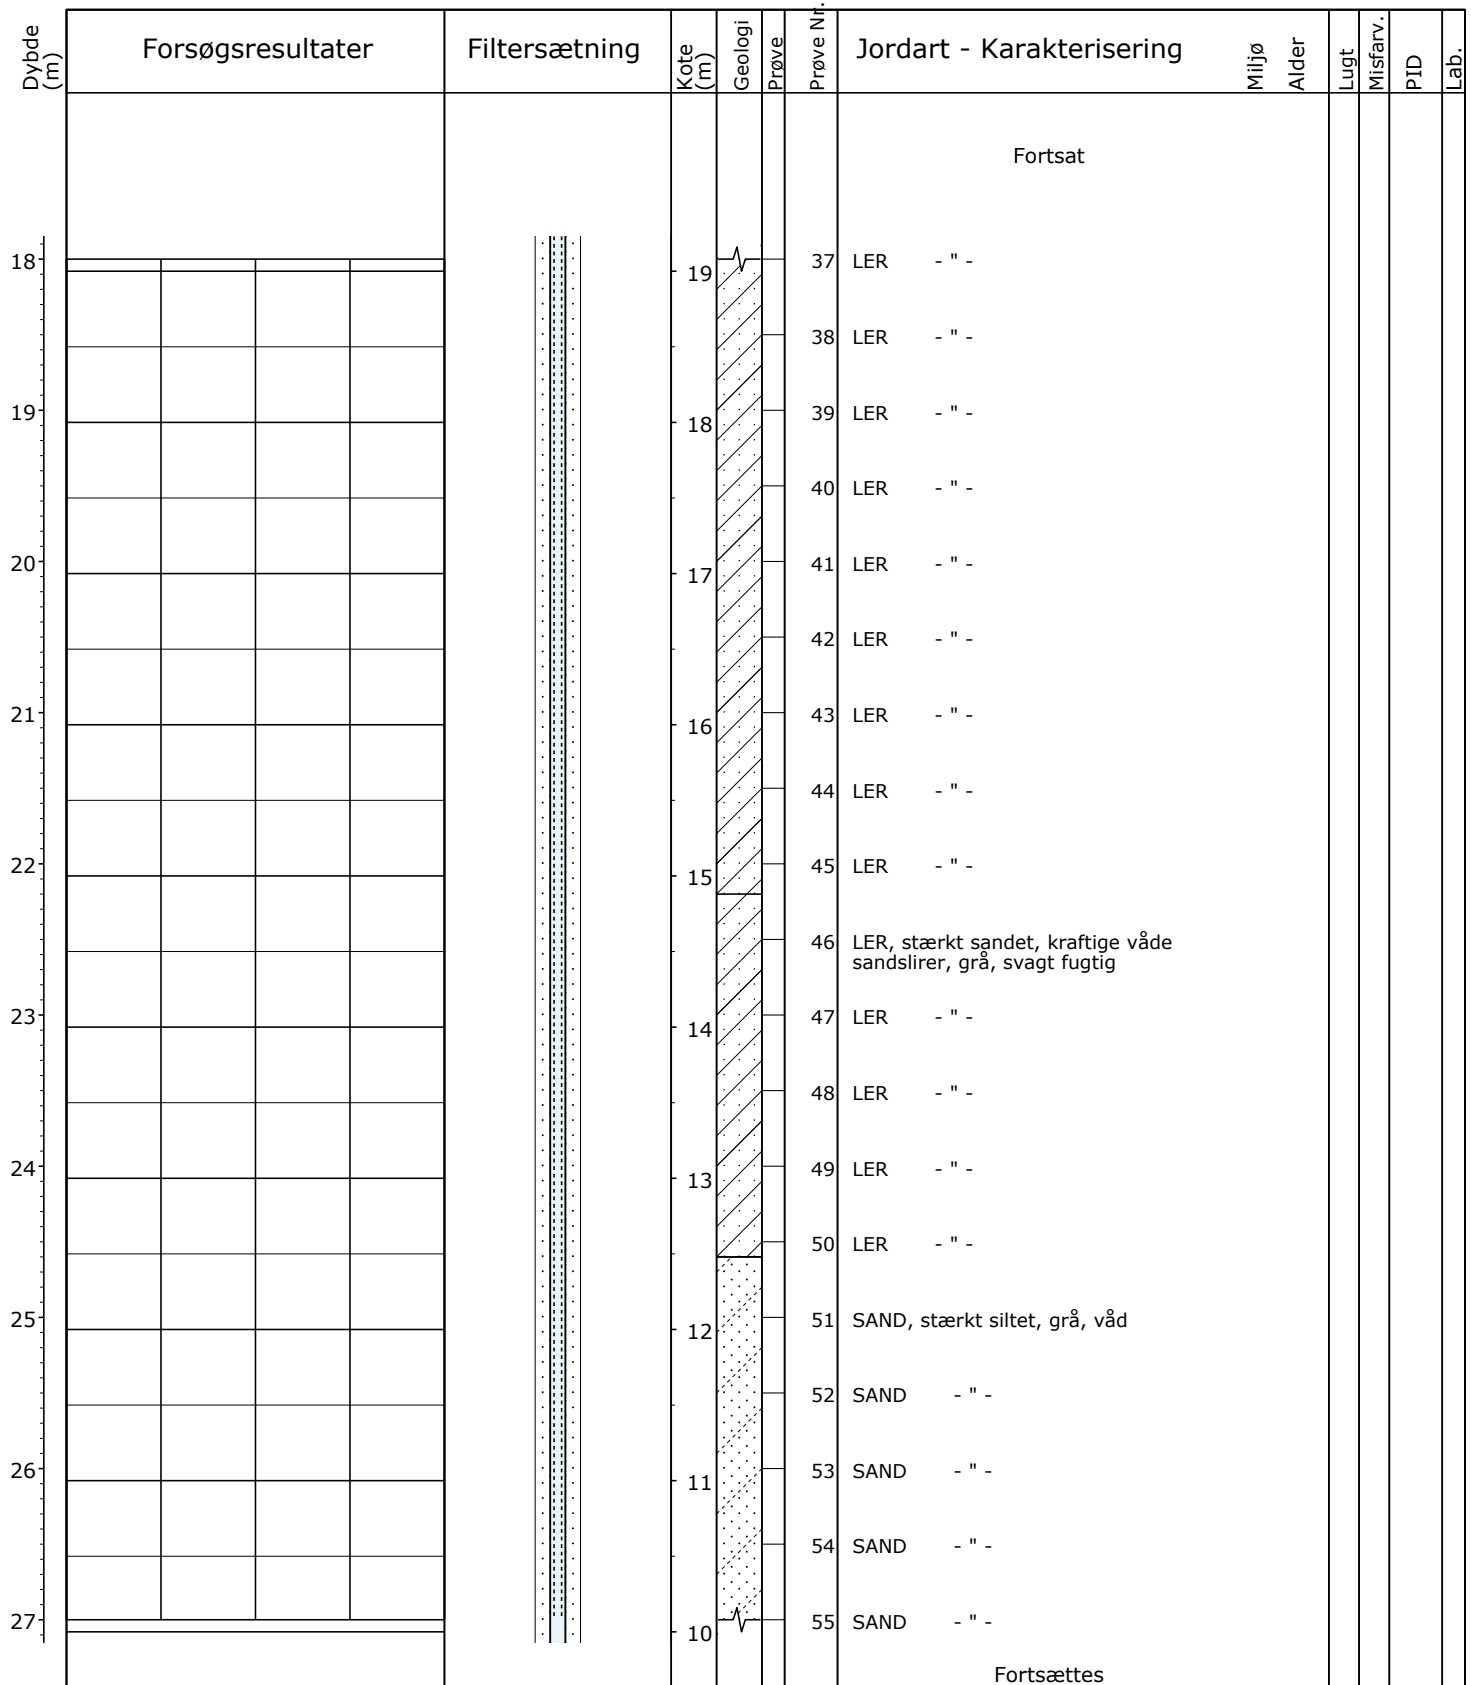 Dybde (m) Forsøgsresultater Filtersætning Kote (m) Geologi Prøve Prøve Nr. Jordart - Karakterisering Miljø Alder Lugt Misfarv. PID Lab.
Fortsat
18 19 37 LER - " -
38 LER - " -
19 18 39 LER - " -
40 LER - " -
20 17 41 LER - " -
42 LER - " -
21 16 43 LER - " -
44 LER - " -
22 15 45 LER - " -
46 LER, stærkt sandet, kraftige våde
sandslirer, grå, svagt fugtig
23 14 47 LER - " -
48 LER - " -
24 13 49 LER - " -
50 LER - " -
25 12 51 SAND, stærkt siltet, grå, våd
52 SAND - " -
26 11 53 SAND - " -
54 SAND - " -
27 10 55 SAND - " -
Fortsættes